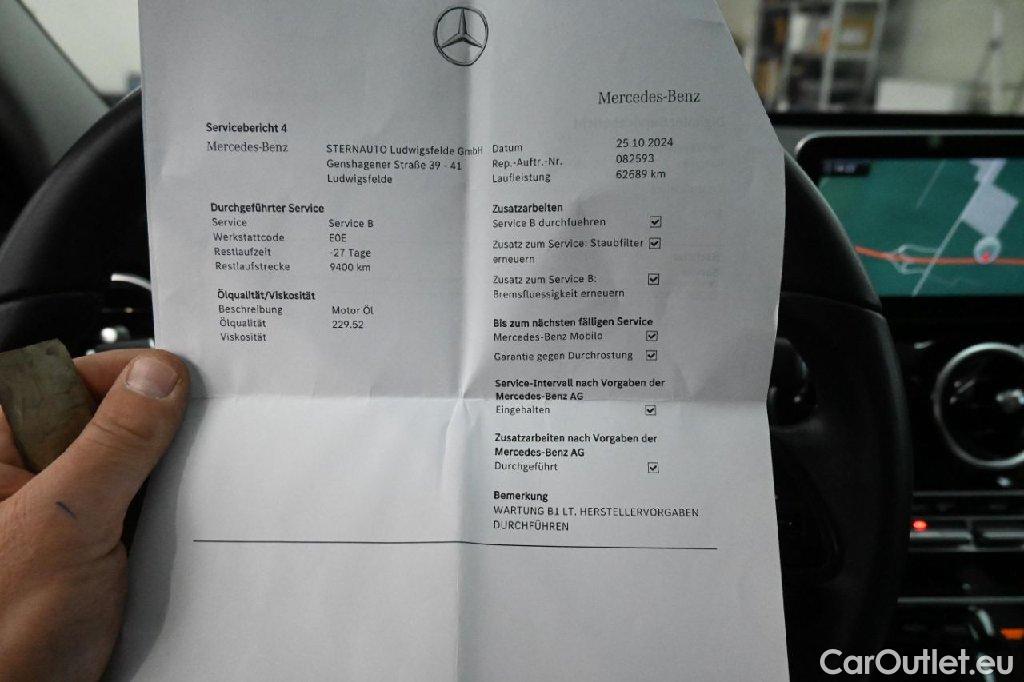 Mercedes-Benz
Servicebericht 4
Mercedes-Benz
STERNAUTO Ludwigsfelde GmbH
Genshagener Straße 39 - 41
Ludwigsfelde
Datum 25.10.2024
Rep.-Auftr.-Nr. 082593
Laufleistung 62689 km
Durchgeführter Service
Service Service B
Werkstattcode E0E
Restlaufzeit -27 Tage
Restlaufstrecke 9400 km
Ölqualität/Viskosität
Beschreibung Motor Öl
Ölqualität 229.52
Viskosität
Zusatzarbeiten
Service B durchfuehren
Zusatz zum Service: Staubfilter
erneuern
Zusatz zum Service B:
Bremsfluessigkeit erneuern
Bis zum nächsten fälligen Service
Mercedes-Benz Mobilo
Garantie gegen Durchrostung
Service-Intervall nach Vorgaben der
Mercedes-Benz AG
Eingehalten
Zusatzarbeiten nach Vorgaben der
Mercedes-Benz AG
Durchgeführt
Bemerkung
WARTUNG B1 LT. HERSTELLERVORGABEN
DURCHFÜHREN
CarOutlet.eu